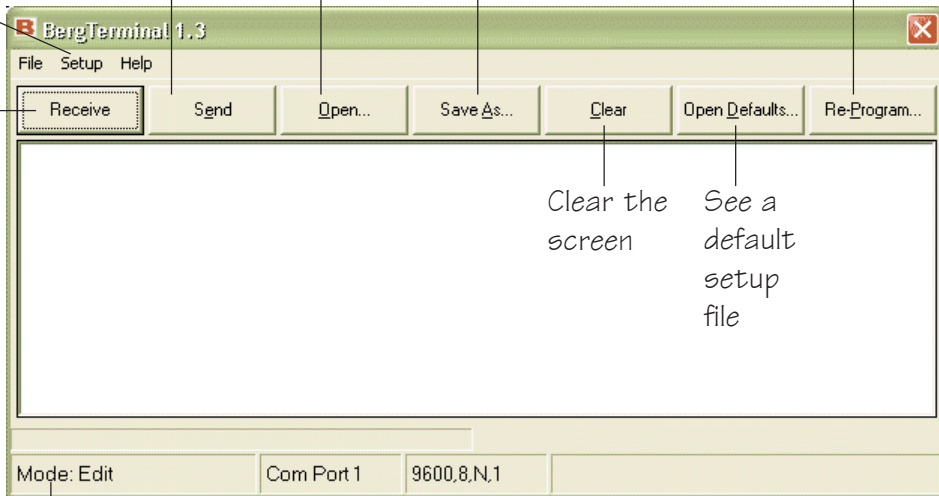 BergTerminal 1.3
File Setup Help
Receive Send Open... Save As... Clear Open Defaults... Re-Program...
Clear the screen
See a default setup file
Mode: Edit Com Port 1 9600,8,N,1